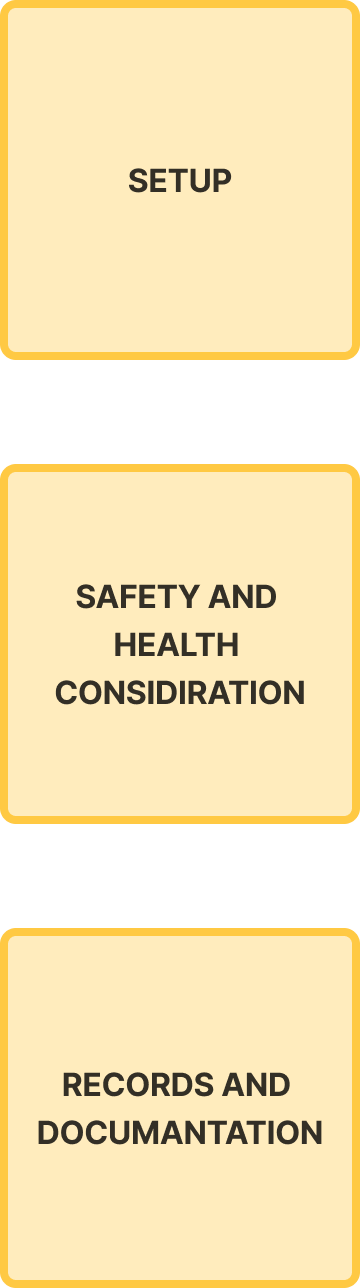 SETUP
SAFETY AND
HEALTH
CONSIDIRATION
RECORDS AND
DOCUMANTATION